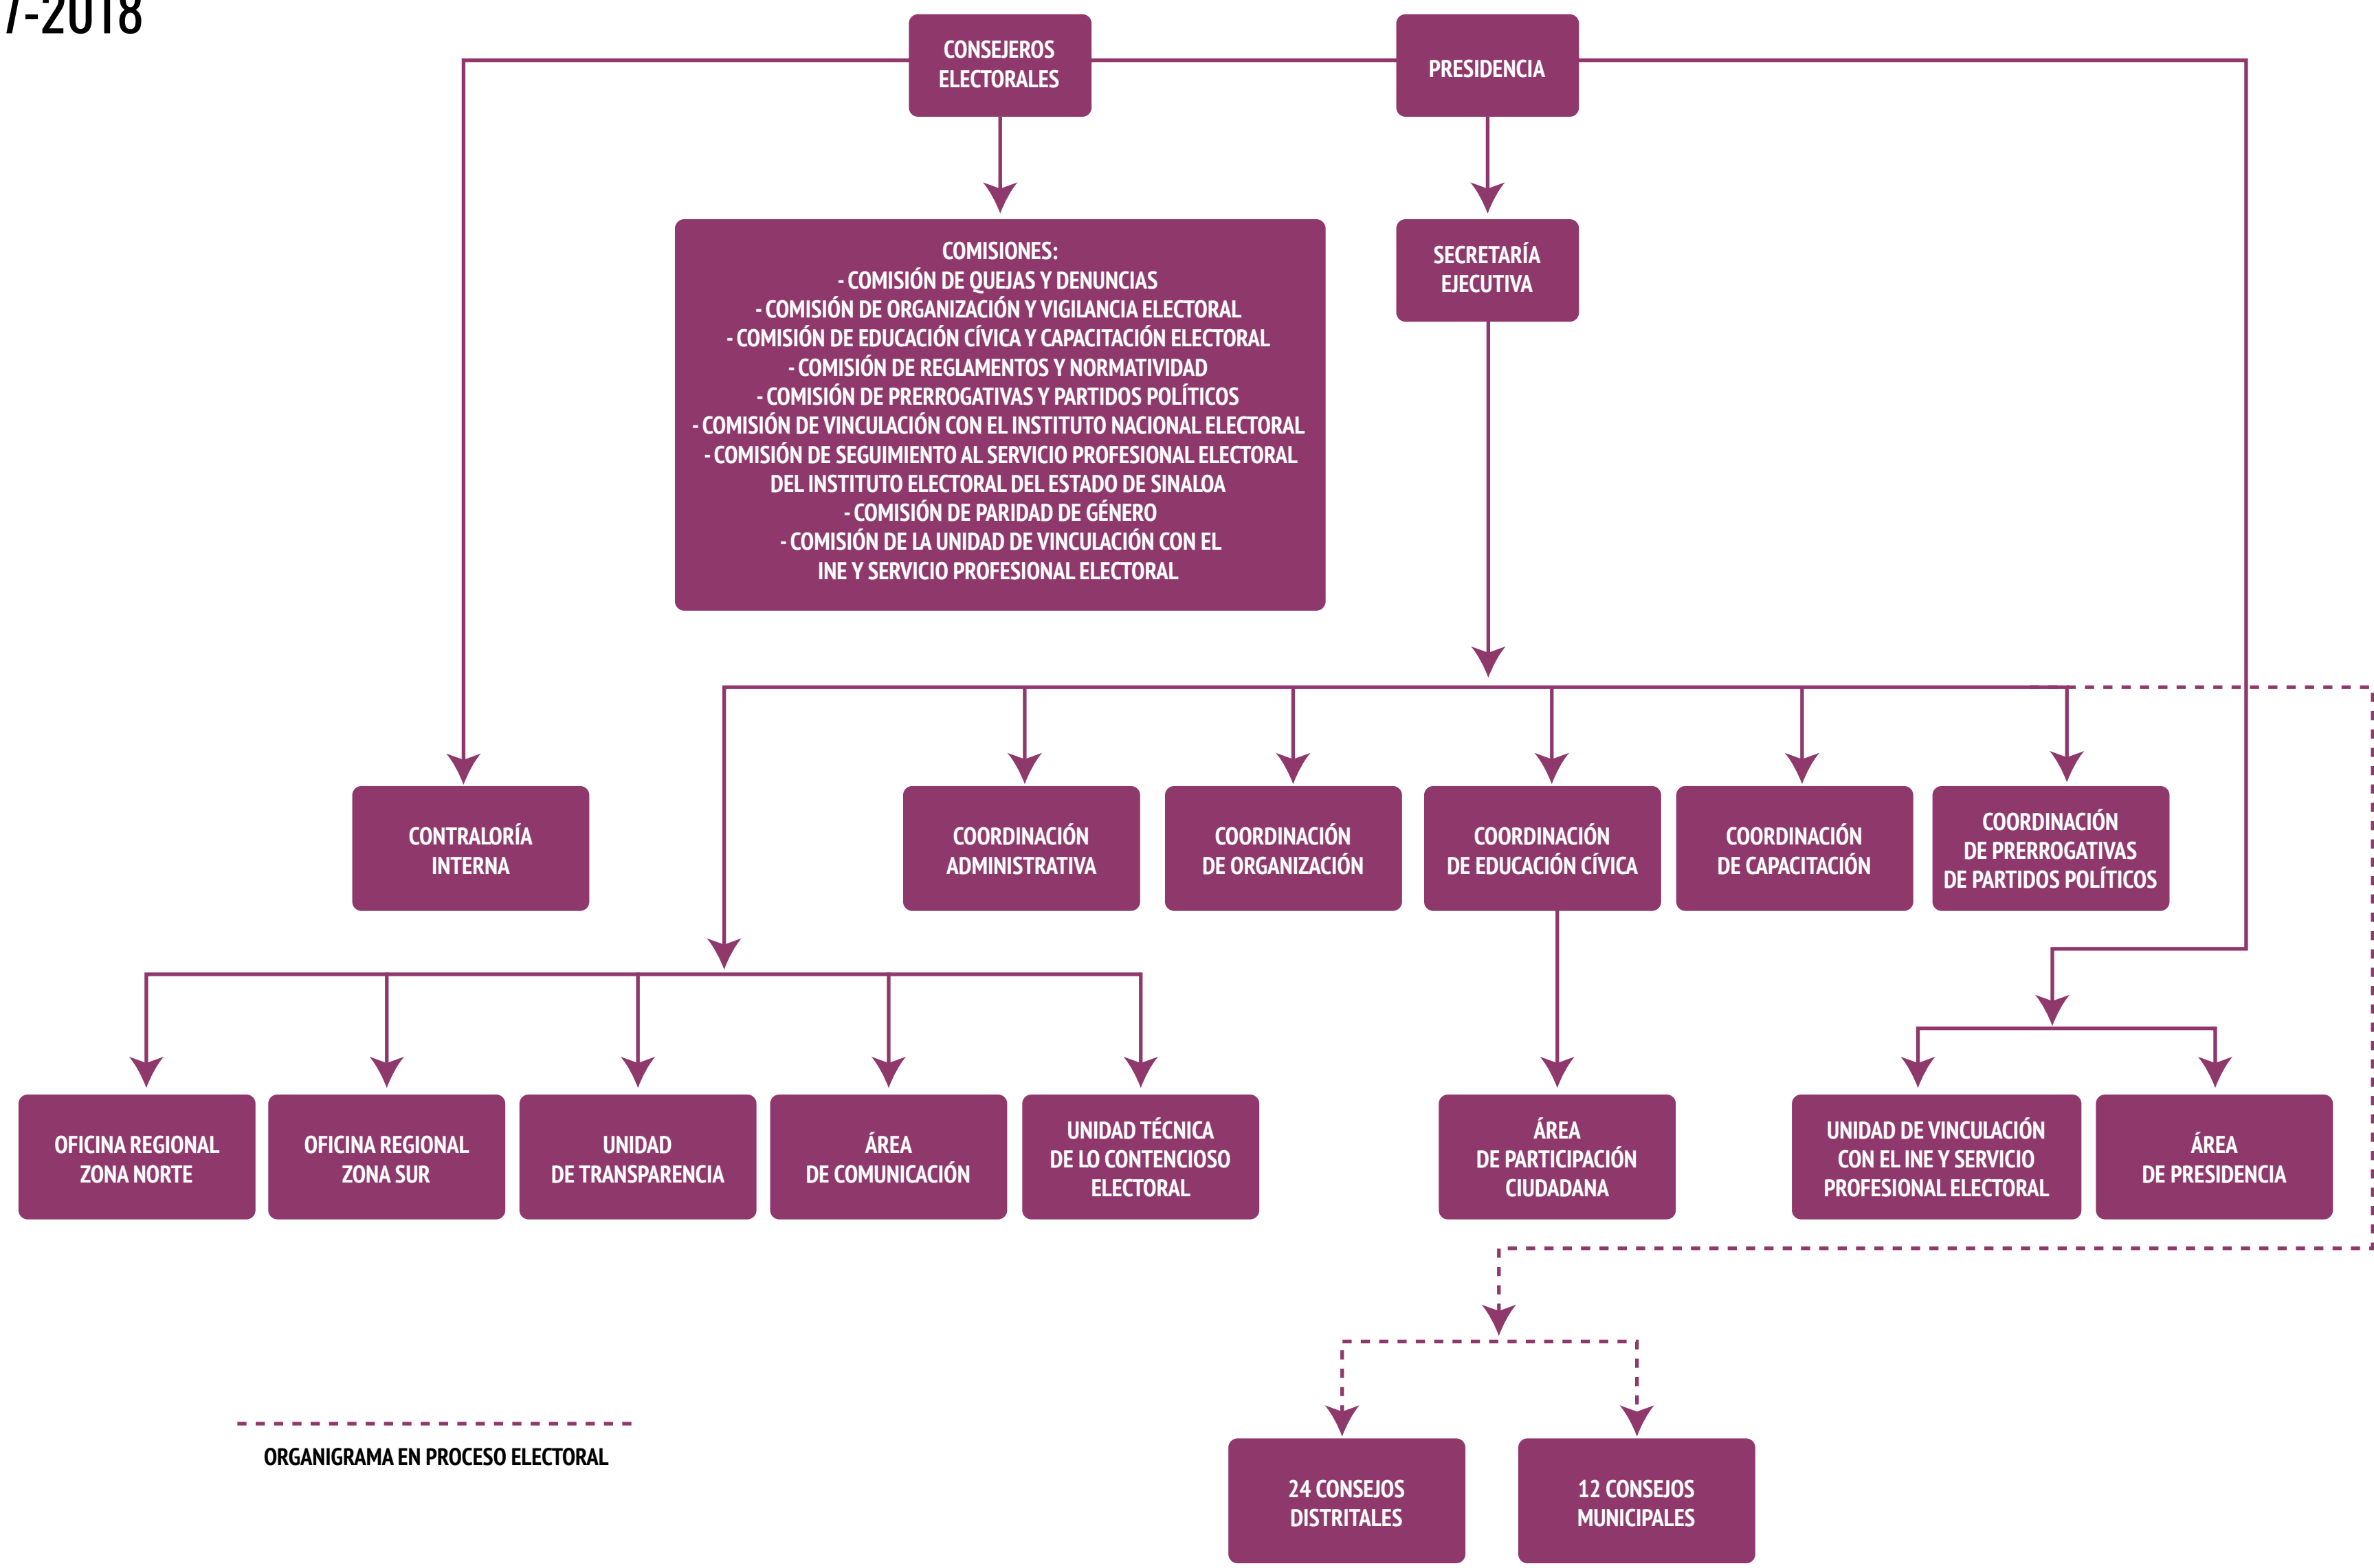 7-2018
CONSEJEROS
ELECTORALES
PRESIDENCIA
COMISIONES:
- COMISIÓN DE QUEJAS Y DENUNCIAS
- COMISIÓN DE ORGANIZACIÓN Y VIGILANCIA ELECTORAL
- COMISIÓN DE EDUCACIÓN CÍVICA Y CAPACITACIÓN ELECTORAL
- COMISIÓN DE REGLAMENTOS Y NORMATIVIDAD
- COMISIÓN DE PRERROGATIVAS Y PARTIDOS POLÍTICOS
- COMISIÓN DE VINCULACIÓN CON EL INSTITUTO NACIONAL ELECTORAL
- COMISIÓN DE SEGUIMIENTO AL SERVICIO PROFESIONAL ELECTORAL
DEL INSTITUTO ELECTORAL DEL ESTADO DE SINALOA
- COMISIÓN DE PARIDAD DE GÉNERO
- COMISIÓN DE LA UNIDAD DE VINCULACIÓN CON EL
INE Y SERVICIO PROFESIONAL ELECTORAL
SECRETARÍA
EJECUTIVA
CONTRALORÍA
INTERNA
COORDINACIÓN
ADMINISTRATIVA
COORDINACIÓN
DE ORGANIZACIÓN
COORDINACIÓN
DE EDUCACIÓN CÍVICA
COORDINACIÓN
DE CAPACITACIÓN
COORDINACIÓN
DE PRERROGATIVAS
DE PARTIDOS POLÍTICOS
OFICINA REGIONAL
ZONA NORTE
OFICINA REGIONAL
ZONA SUR
UNIDAD
DE TRANSPARENCIA
ÁREA
DE COMUNICACIÓN
UNIDAD TÉCNICA
DE LO CONTENCIOSO
ELECTORAL
ÁREA
DE PARTICIPACIÓN
CIUDADANA
UNIDAD DE VINCULACIÓN
CON EL INE Y SERVICIO
PROFESIONAL ELECTORAL
ÁREA
DE PRESIDENCIA
ORGANIGRAMA EN PROCESO ELECTORAL
24 CONSEJOS
DISTRITALES
12 CONSEJOS
MUNICIPALES